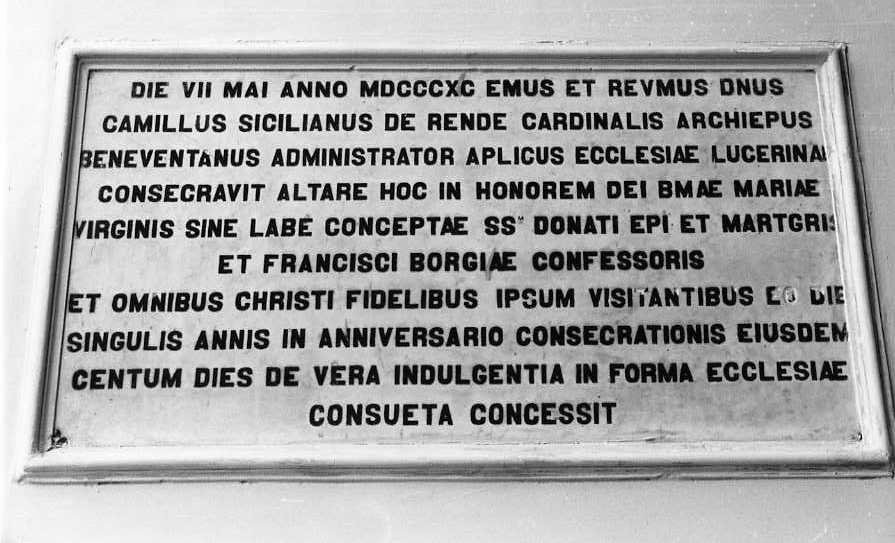 DIE VII MAI ANNO MDCCCXC EMUS ET REVMUS DNUS
CAMILLUS SICILIANUS DE RENDE CARDINALIS ARCHIEPUS
BENEVENTANUS ADMINISTRATOR APLICUS ECCLESIAE LUCERINAE
CONSECRAVIT ALTARE HOC IN HONOREM DEI BMAE MARIAE
VIRGINIS SINE LABE CONCEPTAE SS DONATI EPI ET MARTGRIS
ET FRANCISCI BORGIAE CONFESSORIS
ET OMNIBUS CHRISTI FIDELIBUS IPSUM VISITANTIBUS EO DIE
SINGULIS ANNIS IN ANNIVERSARIO CONSECRATIONIS EIUSDEM
CENTUM DIES DE VERA INDULGENTIA IN FORMA ECCLESIAE
CONSUETA CONCESSIT